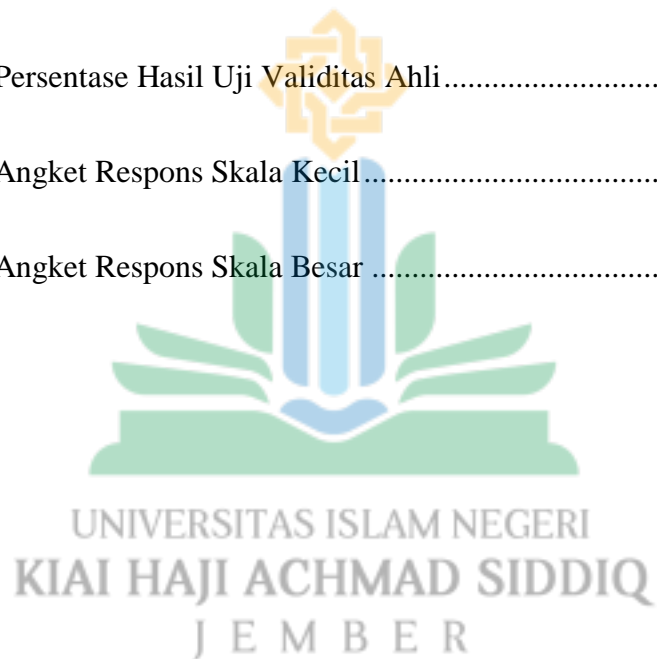 Persentase Hasil Uji Validitas Ahli.......................
Angket Respons Skala Kecil....................................
Angket Respons Skala Besar ...................................
UNIVERSITAS ISLAM NEGERI
KIAI HAJI ACHMAD SIDDIQ
J E M B E R